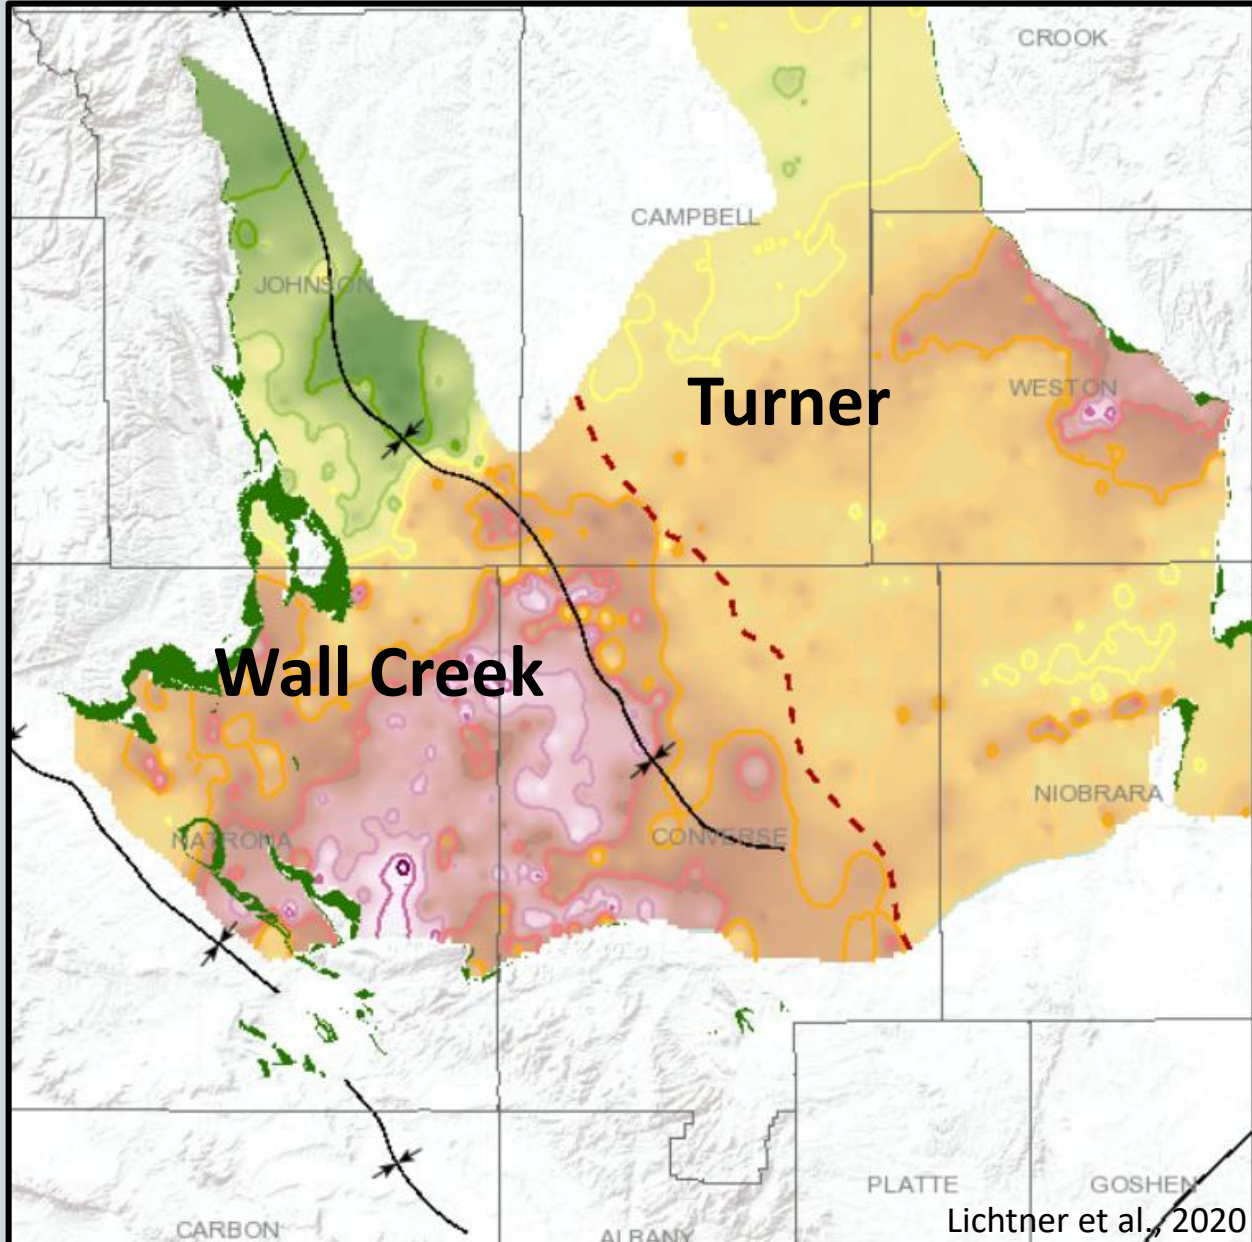 CROOK
CAMPBELL
JOHNSON
Turner
WESTON
Wall Creek
NIOBRARA
NATRONA
CONVERSE
PLATTE
GOSHEN
Lichtner et al., 2020
CARBON
ALBANY